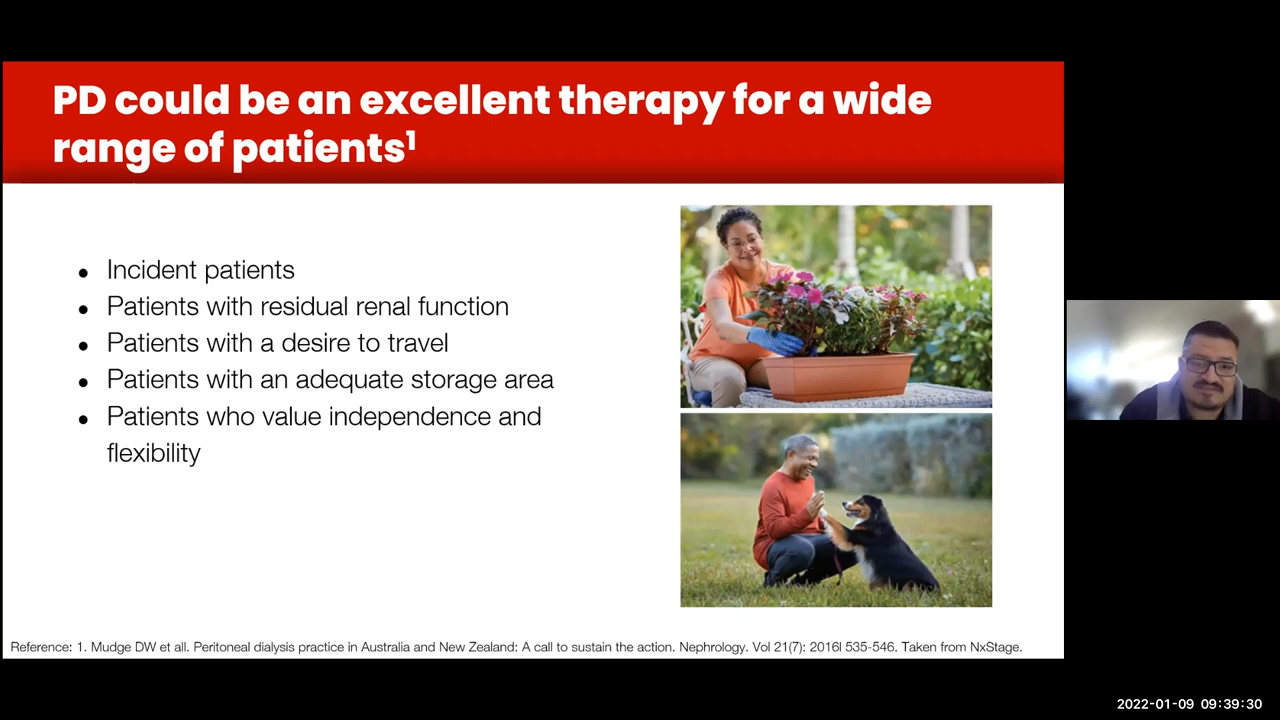 PD could be an excellent therapy for a wide
range of patients¹
● Incident patients
● Patients with residual renal function
● Patients with a desire to travel
● Patients with an adequate storage area
● Patients who value independence and
flexibility
Reference: 1. Mudge DW et all. Peritoneal dialysis practice in Australia and New Zealand: A call to sustain the action. Nephrology. Vol 21(7): 2016l 535-546. Taken from NxStage.
2022-01-09 09:39:30